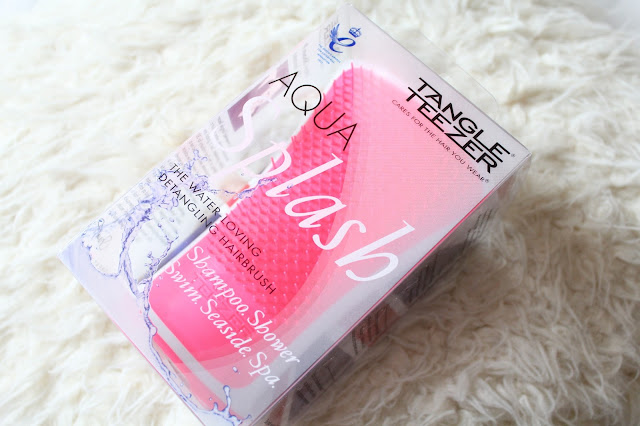 TANGLE
TEEZER®
CARES FOR THE HAIR YOU WEAR®
AQUA
splash
THE WATER LOVING
DETANGLING HAIRBRUSH
Shampoo. Shower
Swim. Seaside. Spa.